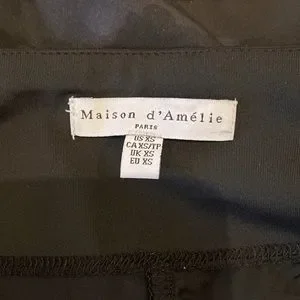 Maison d'Amélie
PARIS
US XS
CA XS/TP
UK XS
EU XS